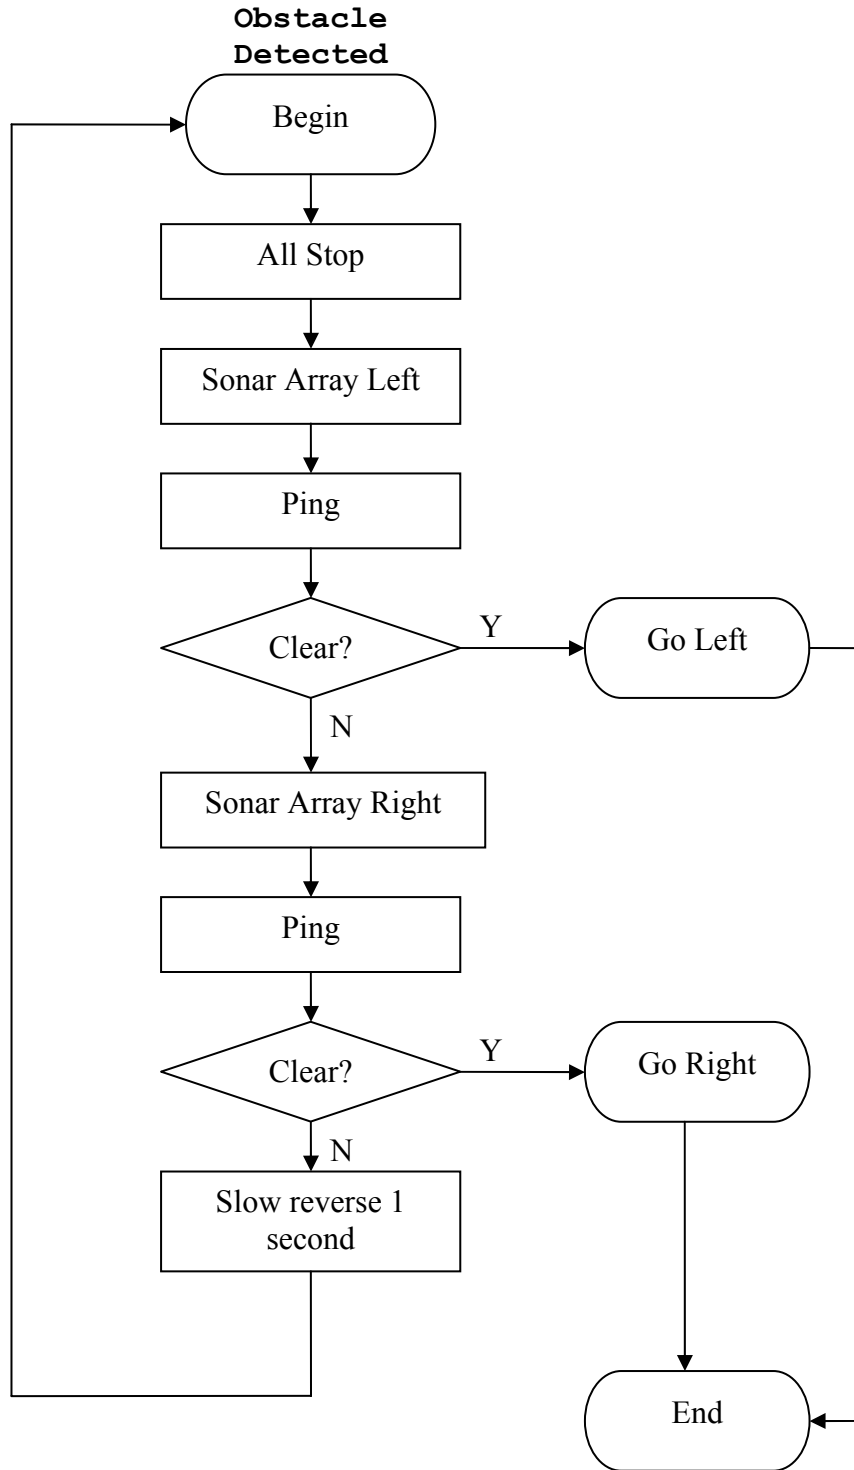 Obstacle
Detected
Begin
All Stop
Sonar Array Left
Ping
Clear?
Y
Go Left
N
Sonar Array Right
Ping
Clear?
Y
Go Right
N
Slow reverse 1
second
End